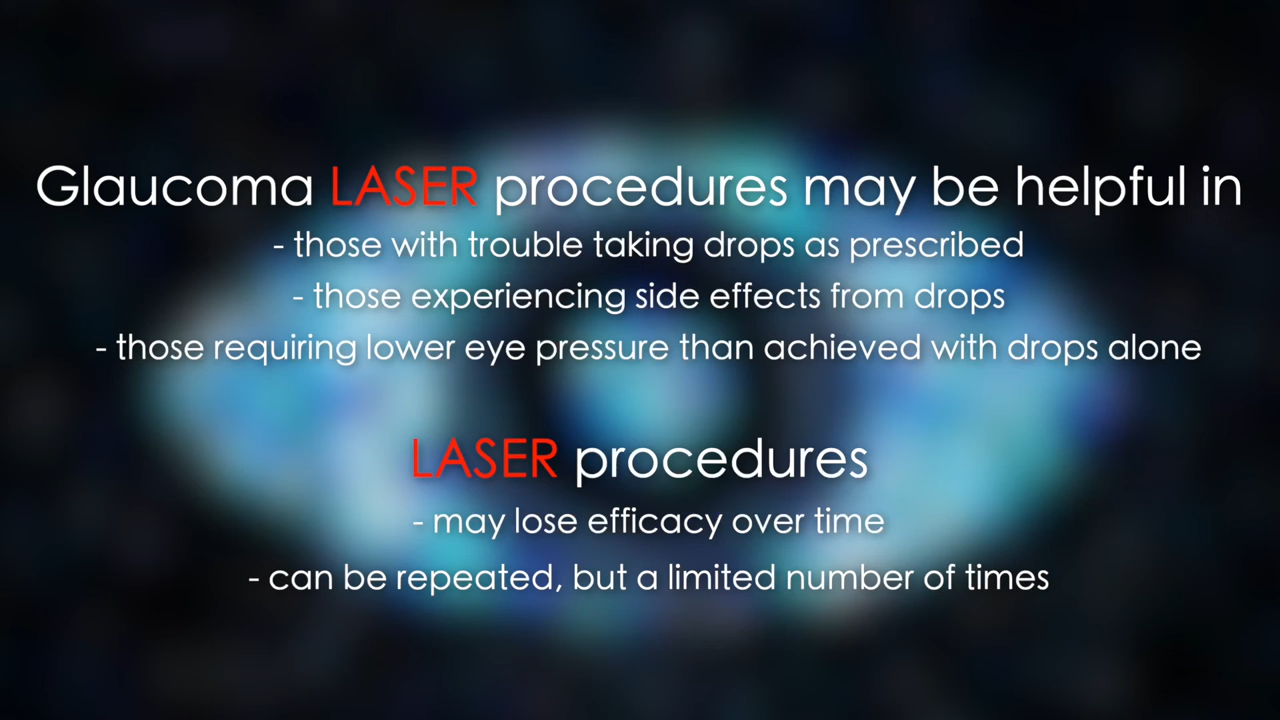 Glaucoma LASER procedures may be helpful in
- those with trouble taking drops as prescribed
- those experiencing side effects from drops
- those requiring lower eye pressure than achieved with drops alone
LASER procedures
- may lose efficacy over time
- can be repeated, but a limited number of times